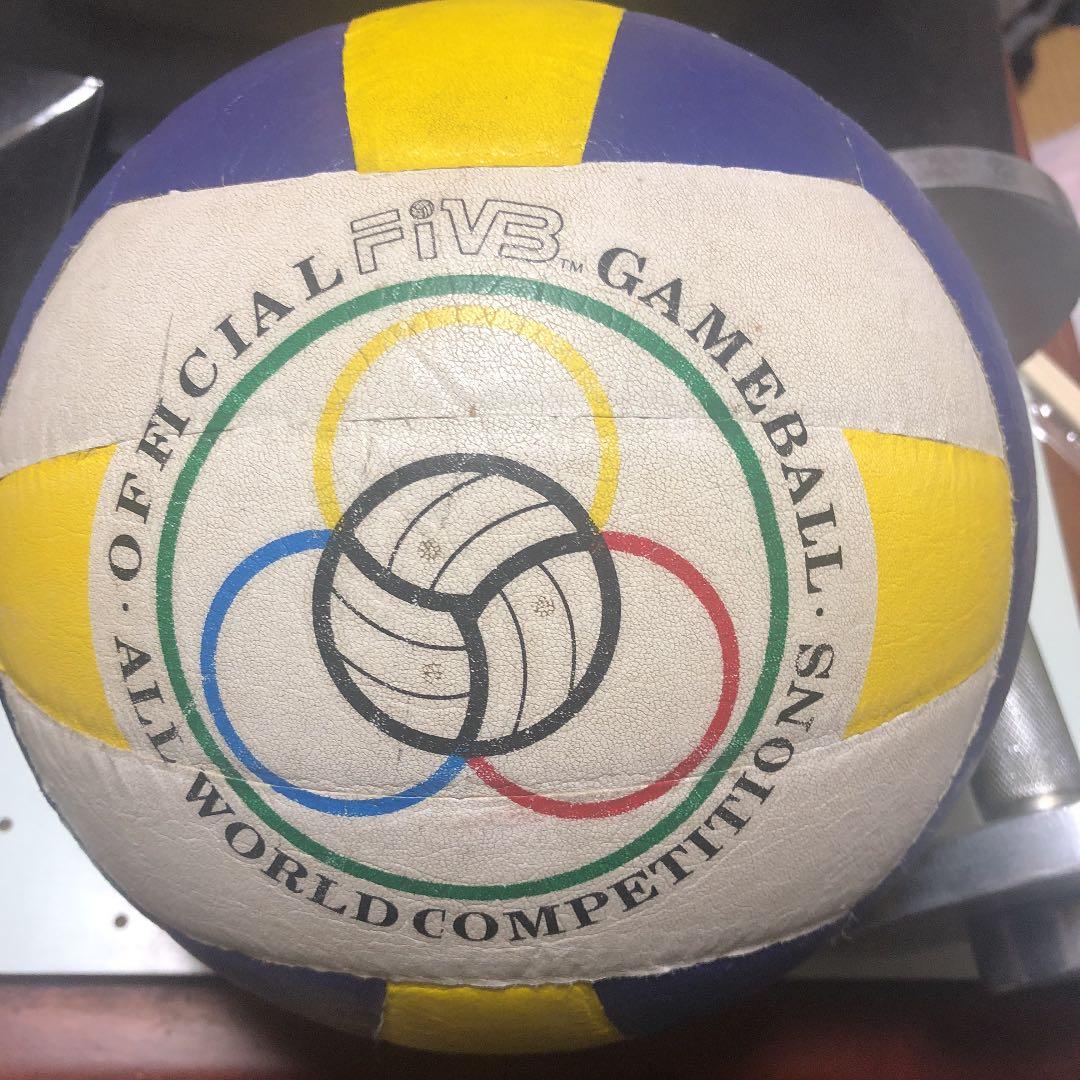 · OFFICIAL FiVB™ GAMEBALL ·
ALL WORLD COMPETITIONS